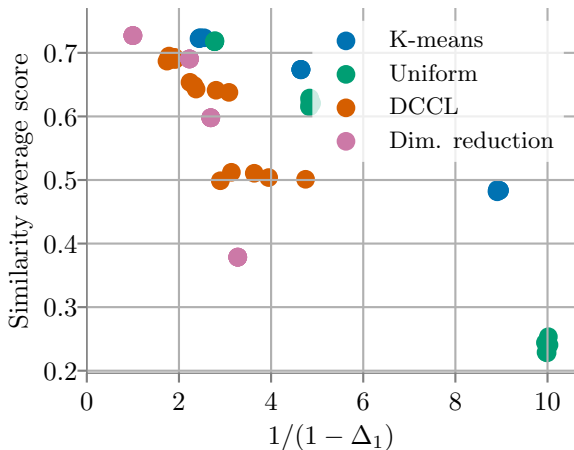 0.7
0.6
0.5
0.4
0.3
0.2
Similarity average score
K-means
Uniform
DCCL
Dim. reduction
0 2 4 6 8 10
1/(1 − Δ₁)